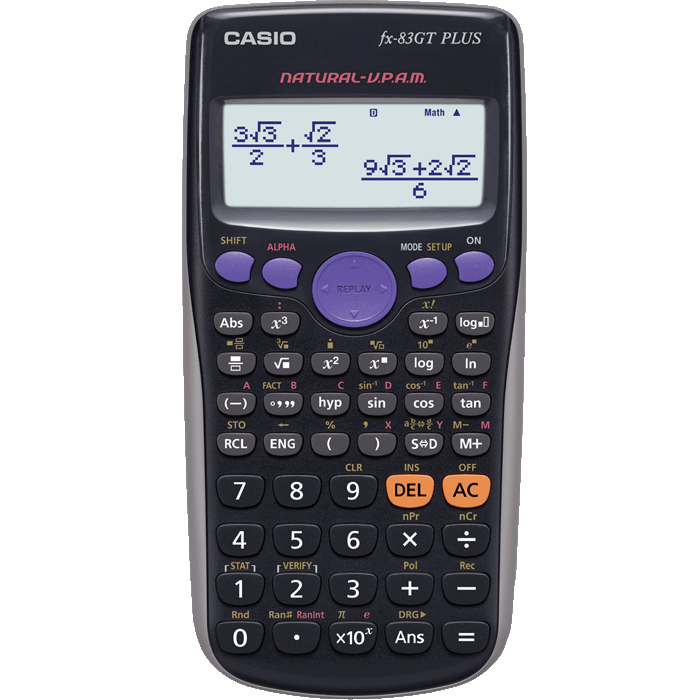 CASIO fx-83GT PLUS
NATURAL-V.P.A.M.
D Math ▲
3√3/2 + √2/3
9√3+2√2/6
SHIFT ALPHA MODE SETUP ON
REPLAY
: x!
Abs x³ x⁻¹ log■□
■□/□ ³√■ ■ ■√□ 10■ e■
■/□ √■ x² x■ log ln
A FACT B C sin⁻¹ D cos⁻¹ E tan⁻¹ F
(−) ° ’ ’’ hyp sin cos tan
STO ← % , X a b/c⇔d/c Y M− M
RCL ENG ( ) S⇔D M+
CLR INS OFF
7 8 9 DEL AC
nPr nCr
4 5 6 × ÷
STAT VERIFY Pol Rec
1 2 3 + −
Rnd Ran# RanInt π e DRG▶
0 • ×10ˣ Ans =